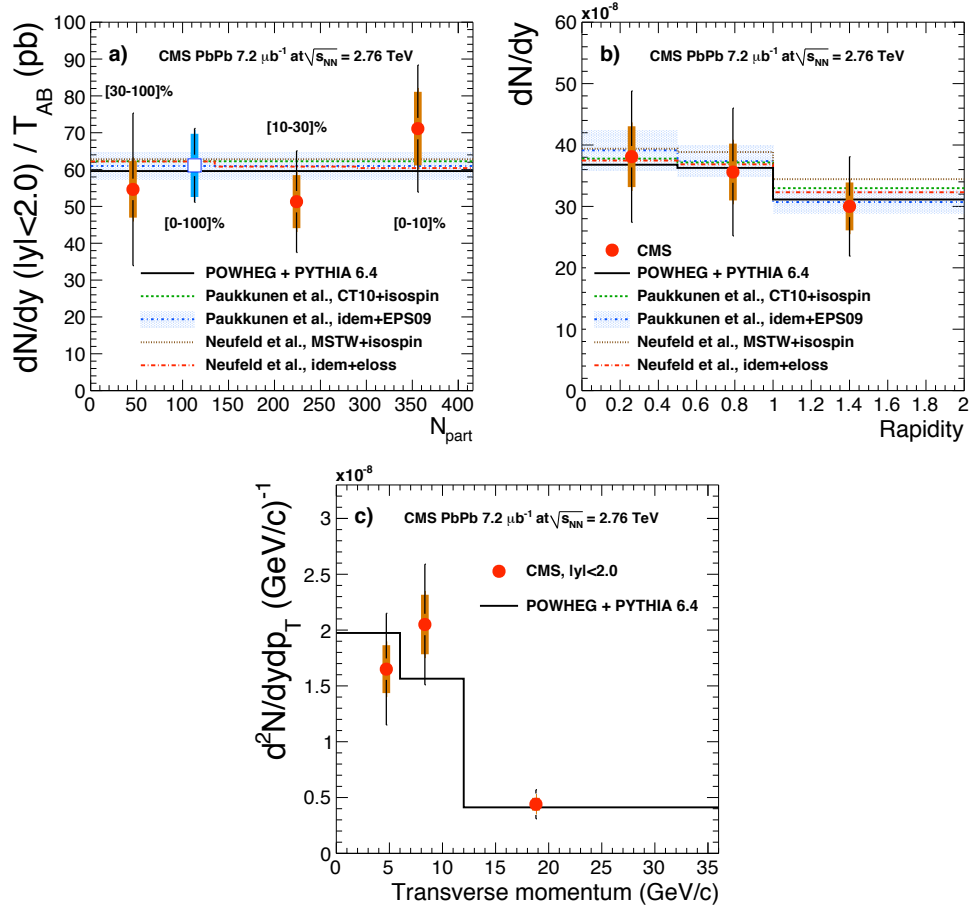 a) CMS PbPb 7.2 μb⁻¹ at √s_NN = 2.76 TeV
dN/dy (|y|<2.0) / T_AB (pb)
100
90
80
70
60
50
40
30
20
10
0
[30-100]%
[10-30]%
[0-100]%
[0-10]%
POWHEG + PYTHIA 6.4
Paukkunen et al., CT10+isospin
Paukkunen et al., idem+EPS09
Neufeld et al., MSTW+isospin
Neufeld et al., idem+eloss
0 50 100 150 200 250 300 350 400
N_part
x10⁻⁸
b) CMS PbPb 7.2 μb⁻¹ at √s_NN = 2.76 TeV
dN/dy
60
50
40
30
20
10
0
CMS
POWHEG + PYTHIA 6.4
Paukkunen et al., CT10+isospin
Paukkunen et al., idem+EPS09
Neufeld et al., MSTW+isospin
Neufeld et al., idem+eloss
0 0.2 0.4 0.6 0.8 1 1.2 1.4 1.6 1.8 2
Rapidity
x10⁻⁸
c) CMS PbPb 7.2 μb⁻¹ at √s_NN = 2.76 TeV
d²N/dydp_T (GeV/c)⁻¹
3
2.5
2
1.5
1
0.5
0
CMS, |y|<2.0
POWHEG + PYTHIA 6.4
0 5 10 15 20 25 30 35
Transverse momentum (GeV/c)